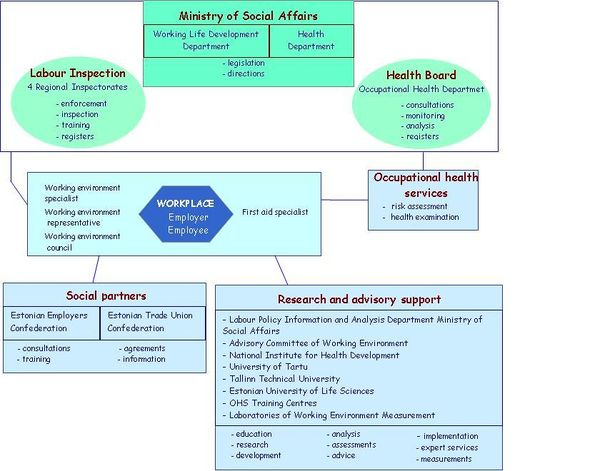 Ministry of Social Affairs
Working Life Development
Department
Health
Department
- legislation
- directions
Labour Inspection
4 Regional Inspectorates
- enforcement
- inspection
- training
- registers
Health Board
Occupational Health Departmet
- consultations
- monitoring
- analysis
- registers
Working environment
specialist
Working environment
representative
Working environment
council
WORKPLACE
Employer
Employee
First aid specialist
Occupational health
services
- risk assessment
- health examination
Social partners
Estonian Employers
Confederation
Estonian Trade Union
Confederation
- consultations
- training
- agreements
- information
Research and advisory support
- Labour Policy Information and Analysis Department Ministry of
Social Affairs
- Advisory Committee of Working Environment
- National Institute for Health Development
- University of Tartu
- Tallinn Technical University
- Estonian University of Life Sciences
- OHS Training Centres
- Laboratories of Working Environment Measurement
- education
- research
- development
- analysis
- assessments
- advice
- implementation
- expert services
- measurements